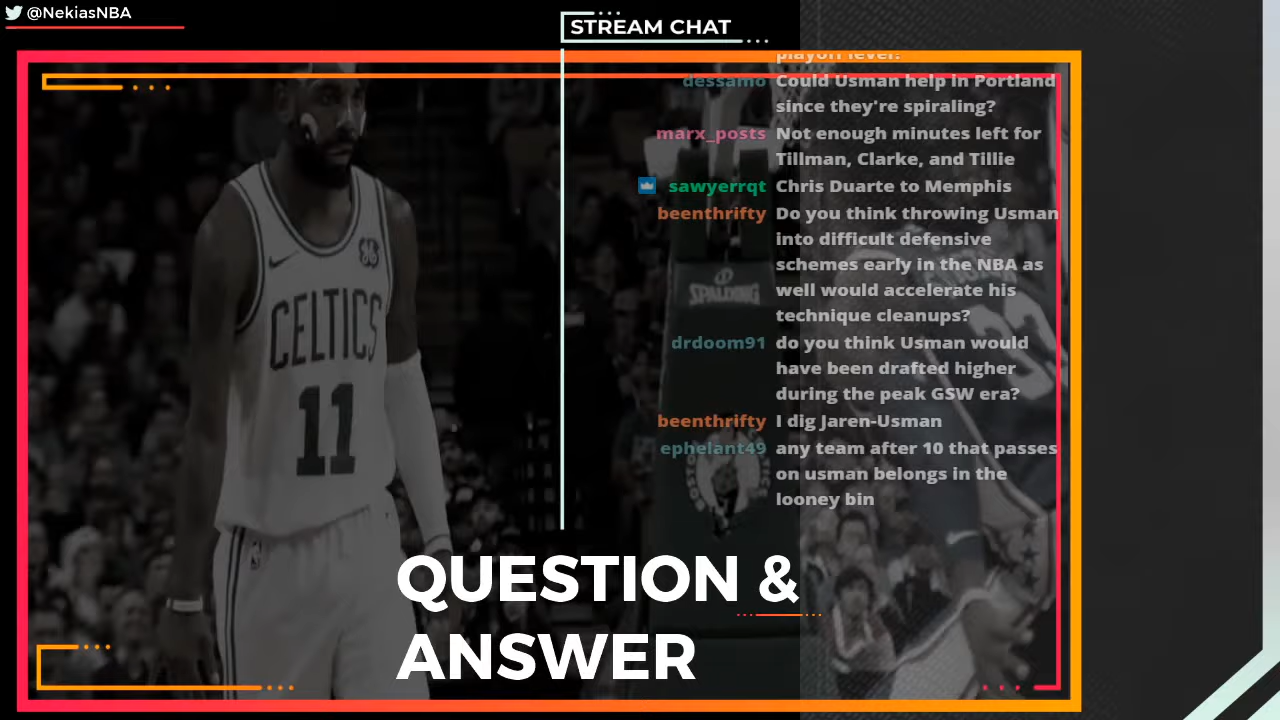 @NekiasNBA
STREAM CHAT
playoff level?
dessamo Could Usman help in Portland
since they're spiraling?
marx_posts Not enough minutes left for
Tillman, Clarke, and Tillie
sawyerrqt Chris Duarte to Memphis
beenthrifty Do you think throwing Usman
into difficult defensive
schemes early in the NBA as
well would accelerate his
technique cleanups?
drdoom91 do you think Usman would
have been drafted higher
during the peak GSW era?
beenthrifty I dig Jaren-Usman
ephelant49 any team after 10 that passes
on usman belongs in the
looney bin
SPALDING
CELTICS
11
33
QUESTION &
ANSWER